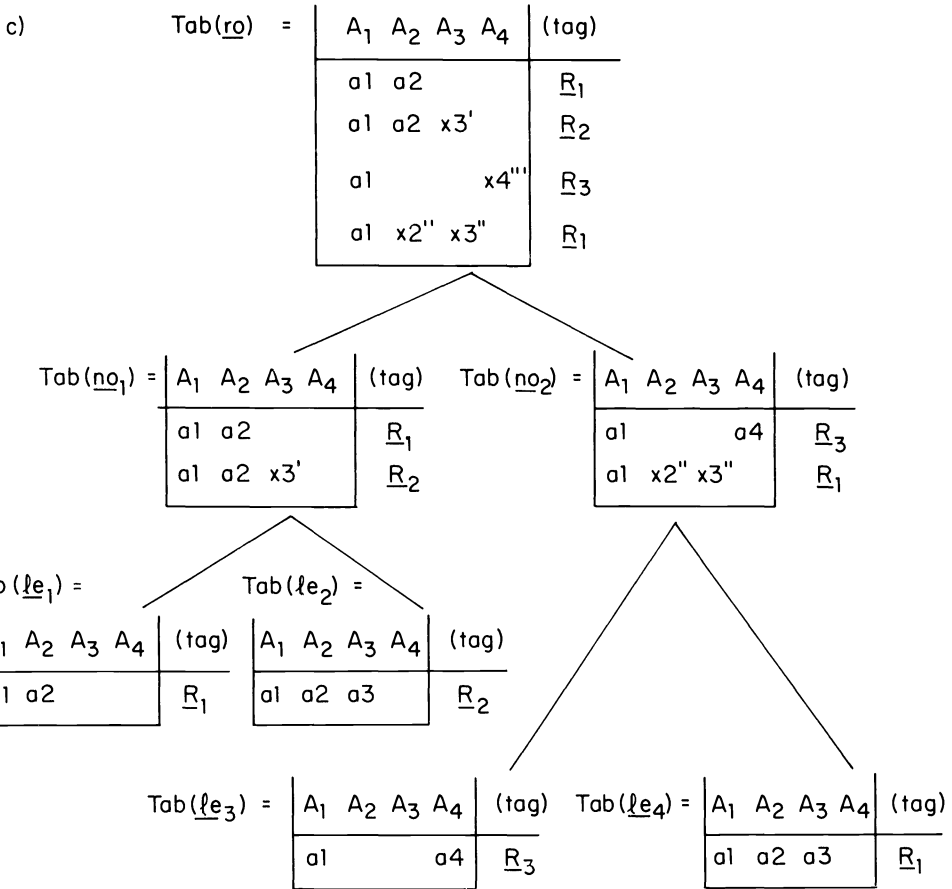 c) Tab(ro) = A1 A2 A3 A4 (tag)
a1 a2 R1
a1 a2 x3' R2
a1 x4''' R3
a1 x2'' x3'' R1
Tab(no1) = A1 A2 A3 A4 (tag) Tab(no2) = A1 A2 A3 A4 (tag)
a1 a2 R1 a1 a4 R3
a1 a2 x3' R2 a1 x2'' x3'' R1
(le1) = Tab(le2) =
A2 A3 A4 (tag) A1 A2 A3 A4 (tag)
a2 R1 a1 a2 a3 R2
Tab(le3) = A1 A2 A3 A4 (tag) Tab(le4) = A1 A2 A3 A4 (tag)
a1 a4 R3 a1 a2 a3 R1